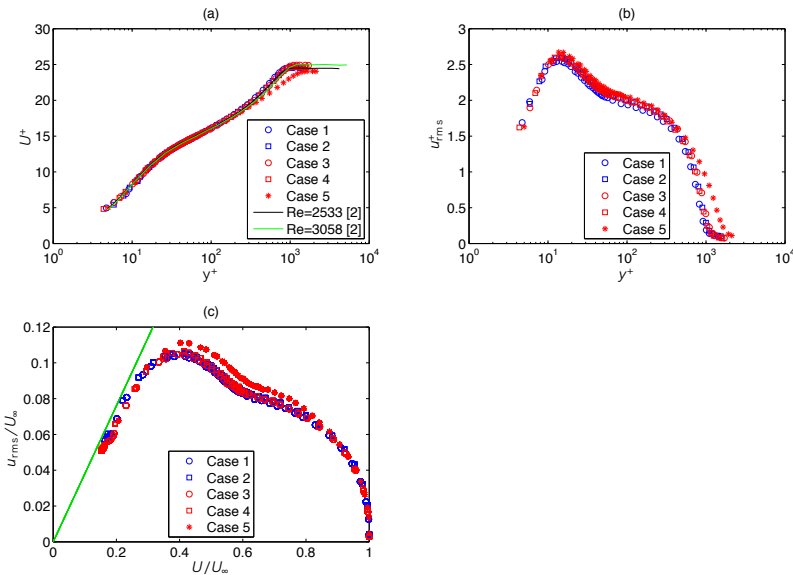 (a)
30
25
20
15
10
5
0
10^0
10^1
10^2
10^3
10^4
U^+
y^+
Case 1
Case 2
Case 3
Case 4
Case 5
Re=2533 [2]
Re=3058 [2]
(b)
3
2.5
2
1.5
1
0.5
0
10^0
10^1
10^2
10^3
10^4
u^+_rms
y^+
Case 1
Case 2
Case 3
Case 4
Case 5
(c)
0.12
0.1
0.08
0.06
0.04
0.02
0
0
0.2
0.4
0.6
0.8
1
u_rms/U_∞
U/U_∞
Case 1
Case 2
Case 3
Case 4
Case 5